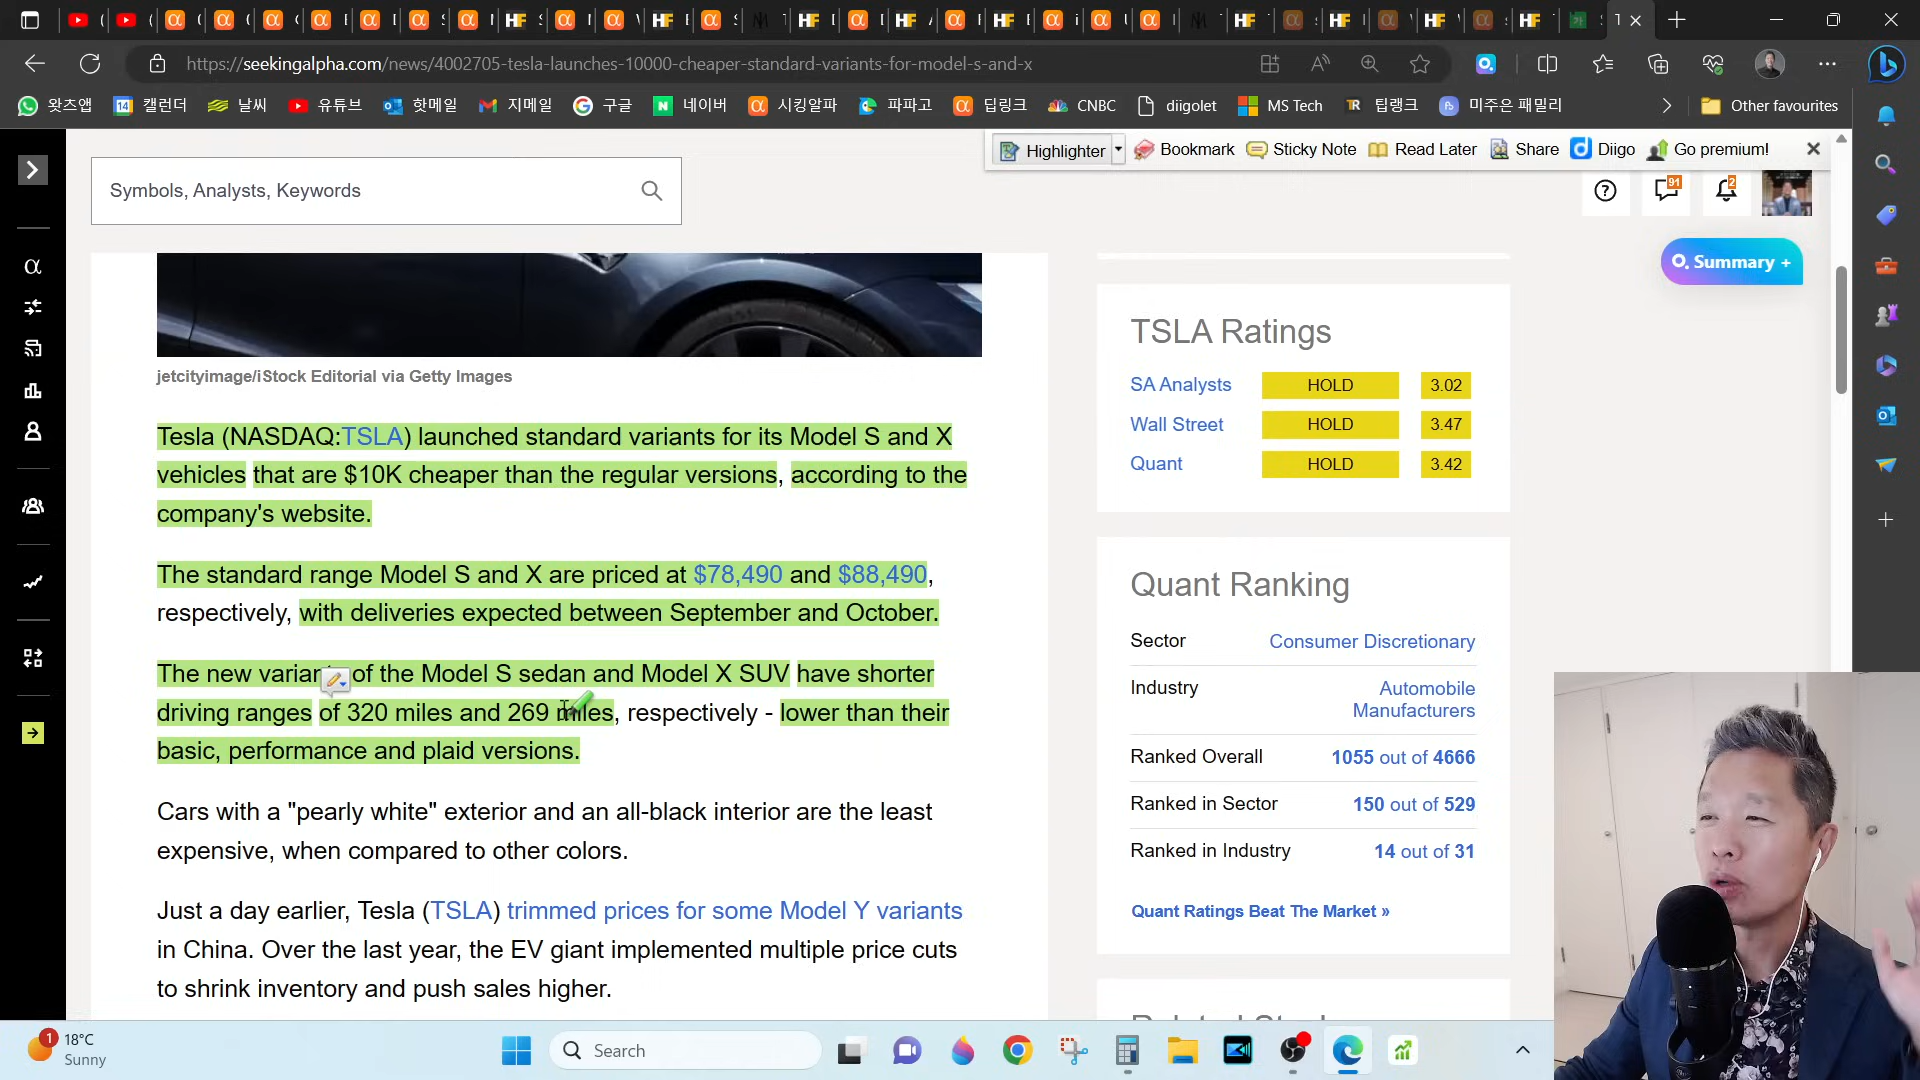 https://seekingalpha.com/news/4002705-tesla-launches-10000-cheaper-standard-variants-for-model-s-and-x
왓츠앱
캘린더
날씨
유튜브
핫메일
지메일
구글
네이버
시킹알파
파파고
딥링크
CNBC
diigolet
MS Tech
팁랭크
미주은 패밀리
Other favourites
Highlighter
Bookmark
Sticky Note
Read Later
Share
Diigo
Go premium!
Symbols, Analysts, Keywords
91
2
Summary +
jetcityimage/iStock Editorial via Getty Images
Tesla (NASDAQ:TSLA) launched standard variants for its Model S and X
vehicles that are $10K cheaper than the regular versions, according to the
company's website.
The standard range Model S and X are priced at $78,490 and $88,490,
respectively, with deliveries expected between September and October.
The new variant of the Model S sedan and Model X SUV have shorter
driving ranges of 320 miles and 269 miles, respectively - lower than their
basic, performance and plaid versions.
Cars with a "pearly white" exterior and an all-black interior are the least
expensive, when compared to other colors.
Just a day earlier, Tesla (TSLA) trimmed prices for some Model Y variants
in China. Over the last year, the EV giant implemented multiple price cuts
to shrink inventory and push sales higher.
TSLA Ratings
SA Analysts HOLD 3.02
Wall Street HOLD 3.47
Quant HOLD 3.42
Quant Ranking
Sector Consumer Discretionary
Industry Automobile
Manufacturers
Ranked Overall 1055 out of 4666
Ranked in Sector 150 out of 529
Ranked in Industry 14 out of 31
Quant Ratings Beat The Market »
1
18°C
Sunny
Search